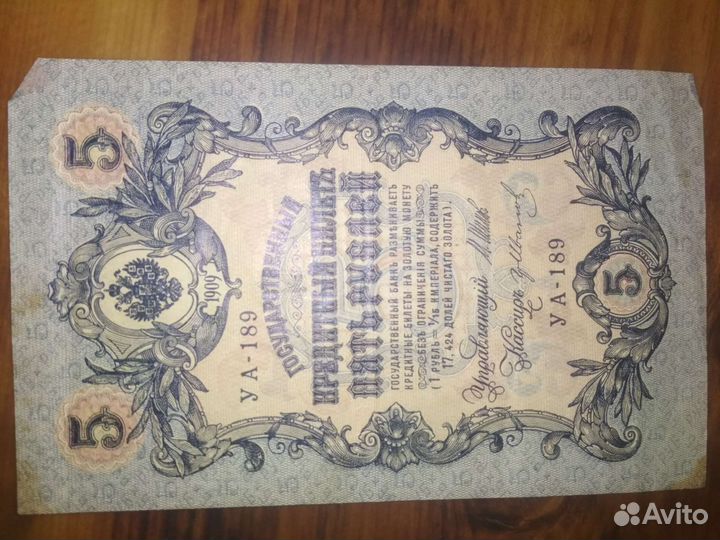 5 5
1909
УА-189
ГОСУДАРСТВЕННЫЙ
КРЕДИТНЫЙ БИЛЕТЪ
ПЯТЬ РУБЛЕЙ
ГОСУДАРСТВЕННЫЙ БАНКЪ РАЗМѢНИВАЕТЪ
КРЕДИТНЫЕ БИЛЕТЫ НА ЗОЛОТУЮ МОНЕТУ
БЕЗЪ ОГРАНИЧЕНІЯ СУММЫ
(1 РУБЛЬ = 1/15 ИМПЕРІАЛА, СОДЕРЖИТЪ
17,424 ДОЛЕЙ ЧИСТАГО ЗОЛОТА).
Управляющій
Кассиръ
УА-189
5
Avito